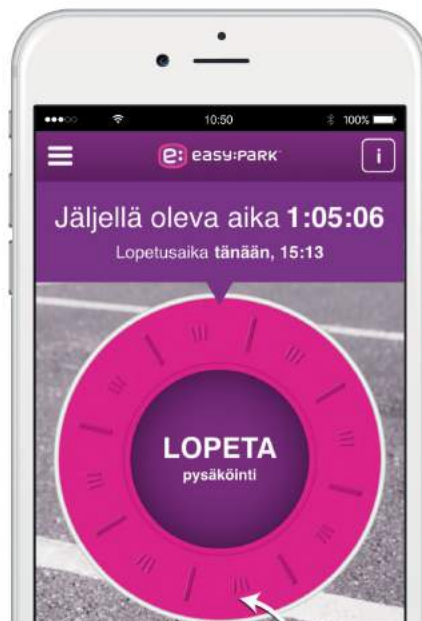 10:50
100%
e: easy:PARK
i
Jäljellä oleva aika 1:05:06
Lopetusaika tänään, 15:13
LOPETA
pysäköinti